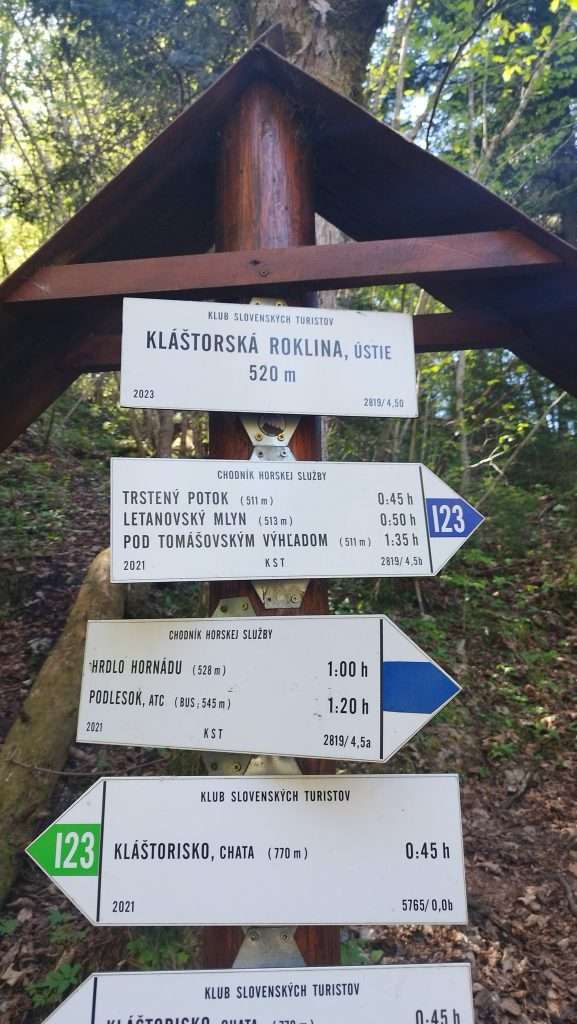 KLUB SLOVENSKÝCH TURISTOV
KLÁŠTORSKÁ ROKLINA, ÚSTIE
520 m
2023 2819/4,50
CHODNÍK HORSKEJ SLUŽBY
TRSTENÝ POTOK (511 m) 0:45 h
LETANOVSKÝ MLYN (513 m) 0:50 h
POD TOMÁŠOVSKÝM VÝHĽADOM (511 m) 1:35 h
2021 KST 2819/4,5b
123
CHODNÍK HORSKEJ SLUŽBY
HRDLO HORNÁDU (528 m) 1:00 h
PODLESOK, ATC (BUS; 545 m) 1:20 h
2021 KST 2819/4,5a
KLUB SLOVENSKÝCH TURISTOV
123
KLÁŠTORISKO, CHATA (770 m) 0:45 h
2021 5765/0,0b
KLUB SLOVENSKÝCH TURISTOV
KLÁŠTORISKO, CHATA (770 m) 0:45 h